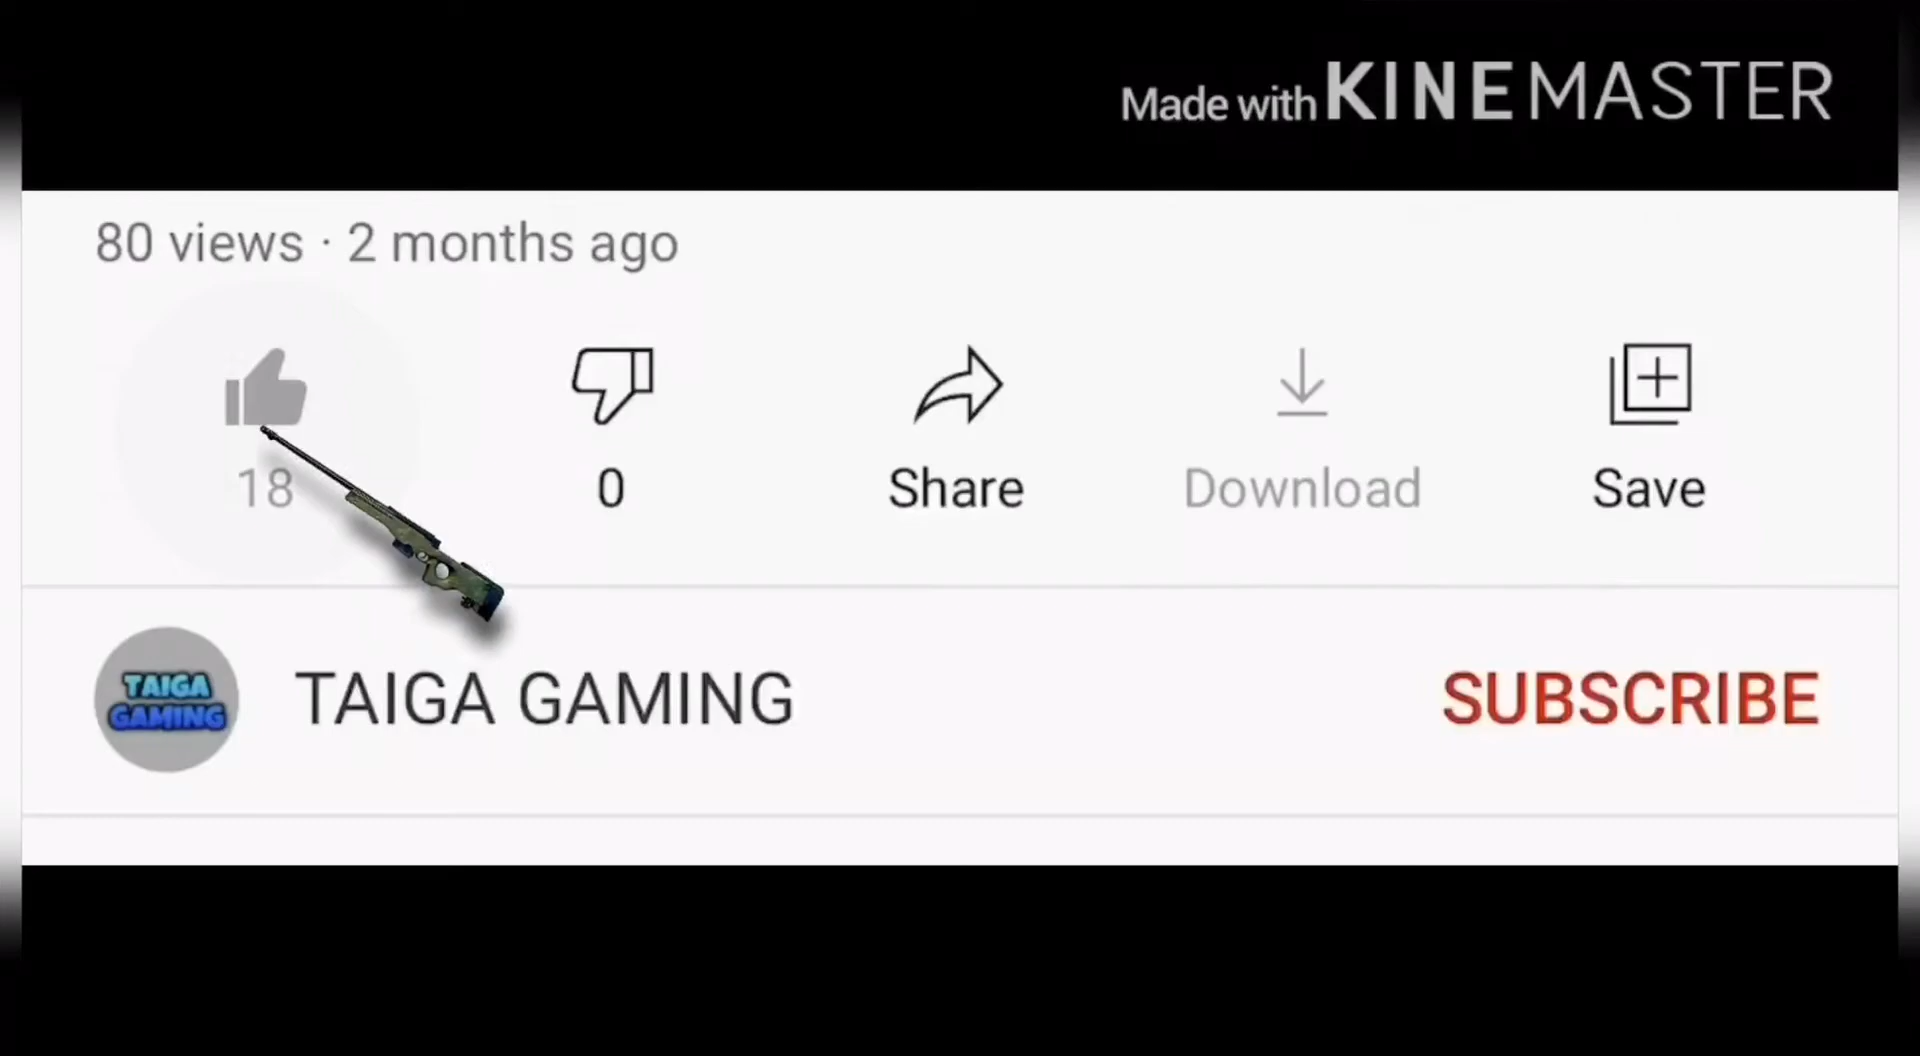 Made with KINEMASTER
80 views · 2 months ago
18
0
Share
Download
Save
TAIGA
GAMING
TAIGA GAMING
SUBSCRIBE